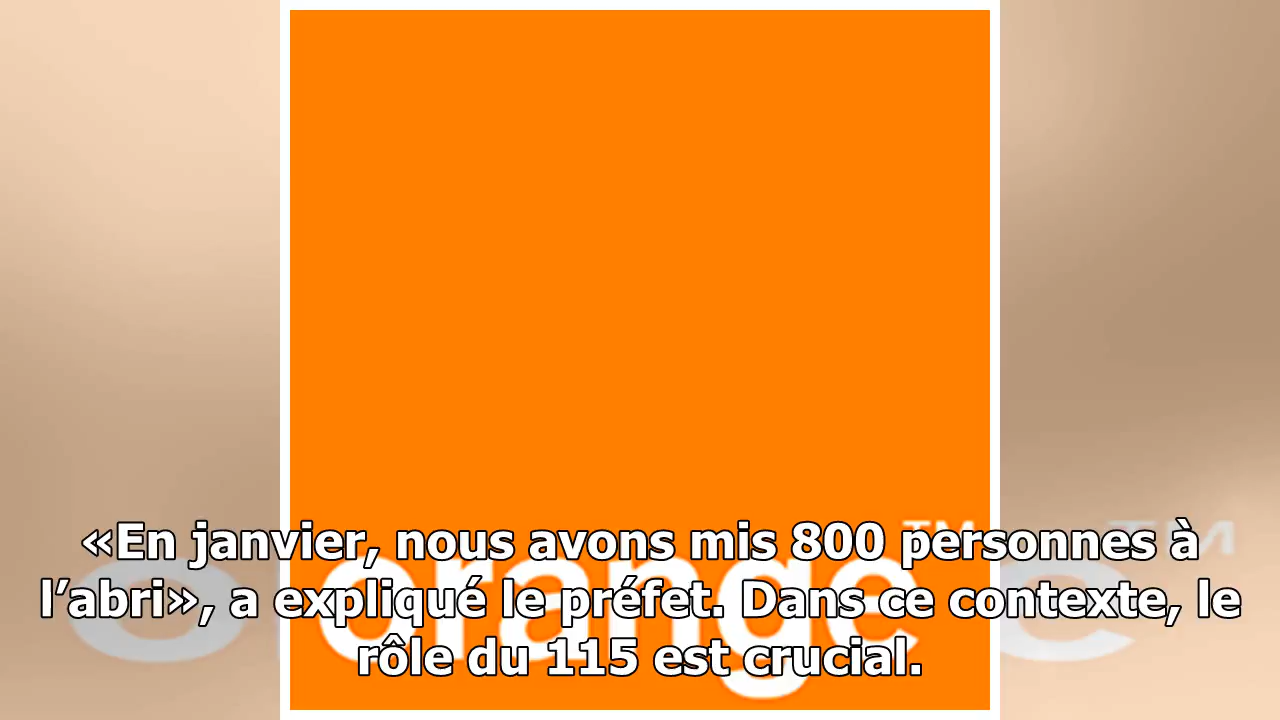 «En janvier, nous avons mis 800 personnes à
l’abri», a expliqué le préfet. Dans ce contexte, le
rôle du 115 est crucial.
orange™